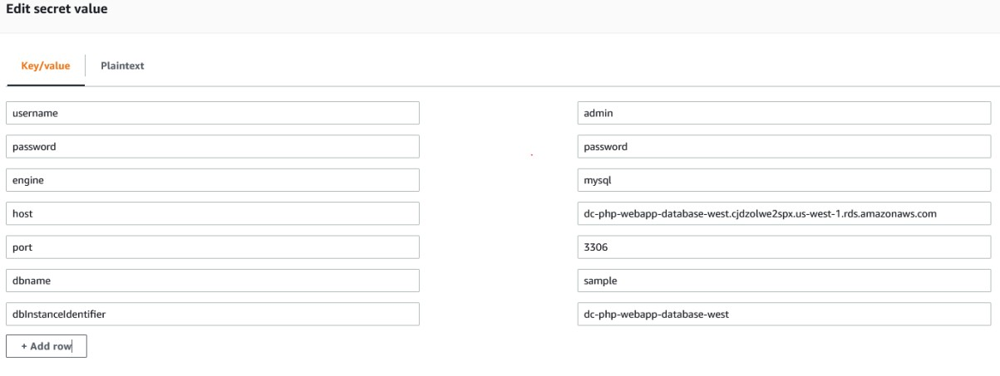 Edit secret value
Key/value Plaintext
username admin
password password
engine mysql
host dc-php-webapp-database-west.cjdzolwe2spx.us-west-1.rds.amazonaws.com
port 3306
dbname sample
dbInstanceIdentifier dc-php-webapp-database-west
+ Add row